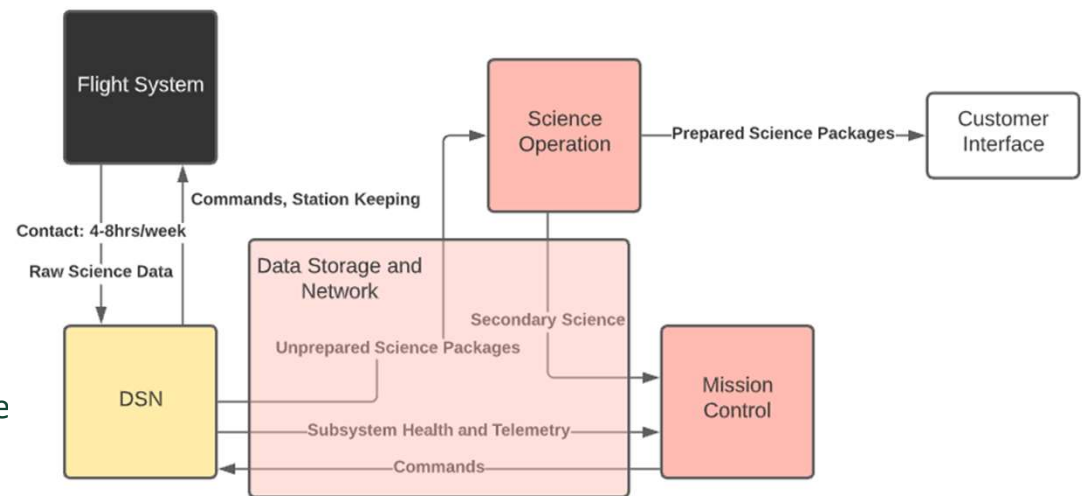 Flight System
Science
Operation
Prepared Science Packages
Customer
Interface
Commands, Station Keeping
Contact: 4-8hrs/week
Raw Science Data
Data Storage and
Network
Secondary Science
Unprepared Science Packages
DSN
Mission
Control
e
Subsystem Health and Telemetry
Commands